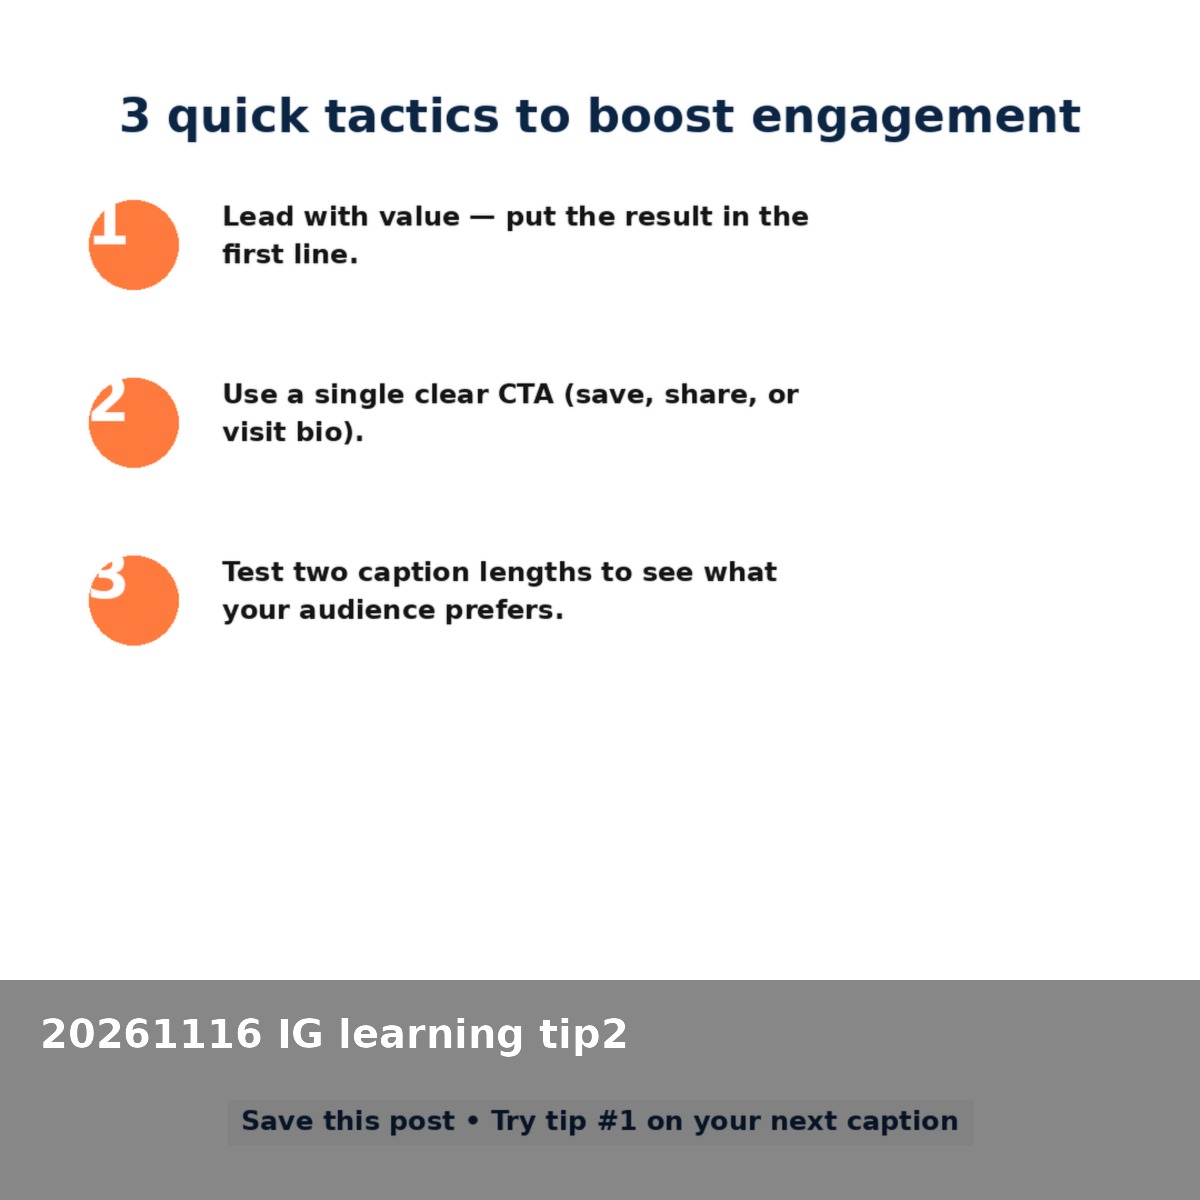 3 quick tactics to boost engagement
1
Lead with value — put the result in the
first line.
2
Use a single clear CTA (save, share, or
visit bio).
3
Test two caption lengths to see what
your audience prefers.
20261116 IG learning tip2
Save this post • Try tip #1 on your next caption